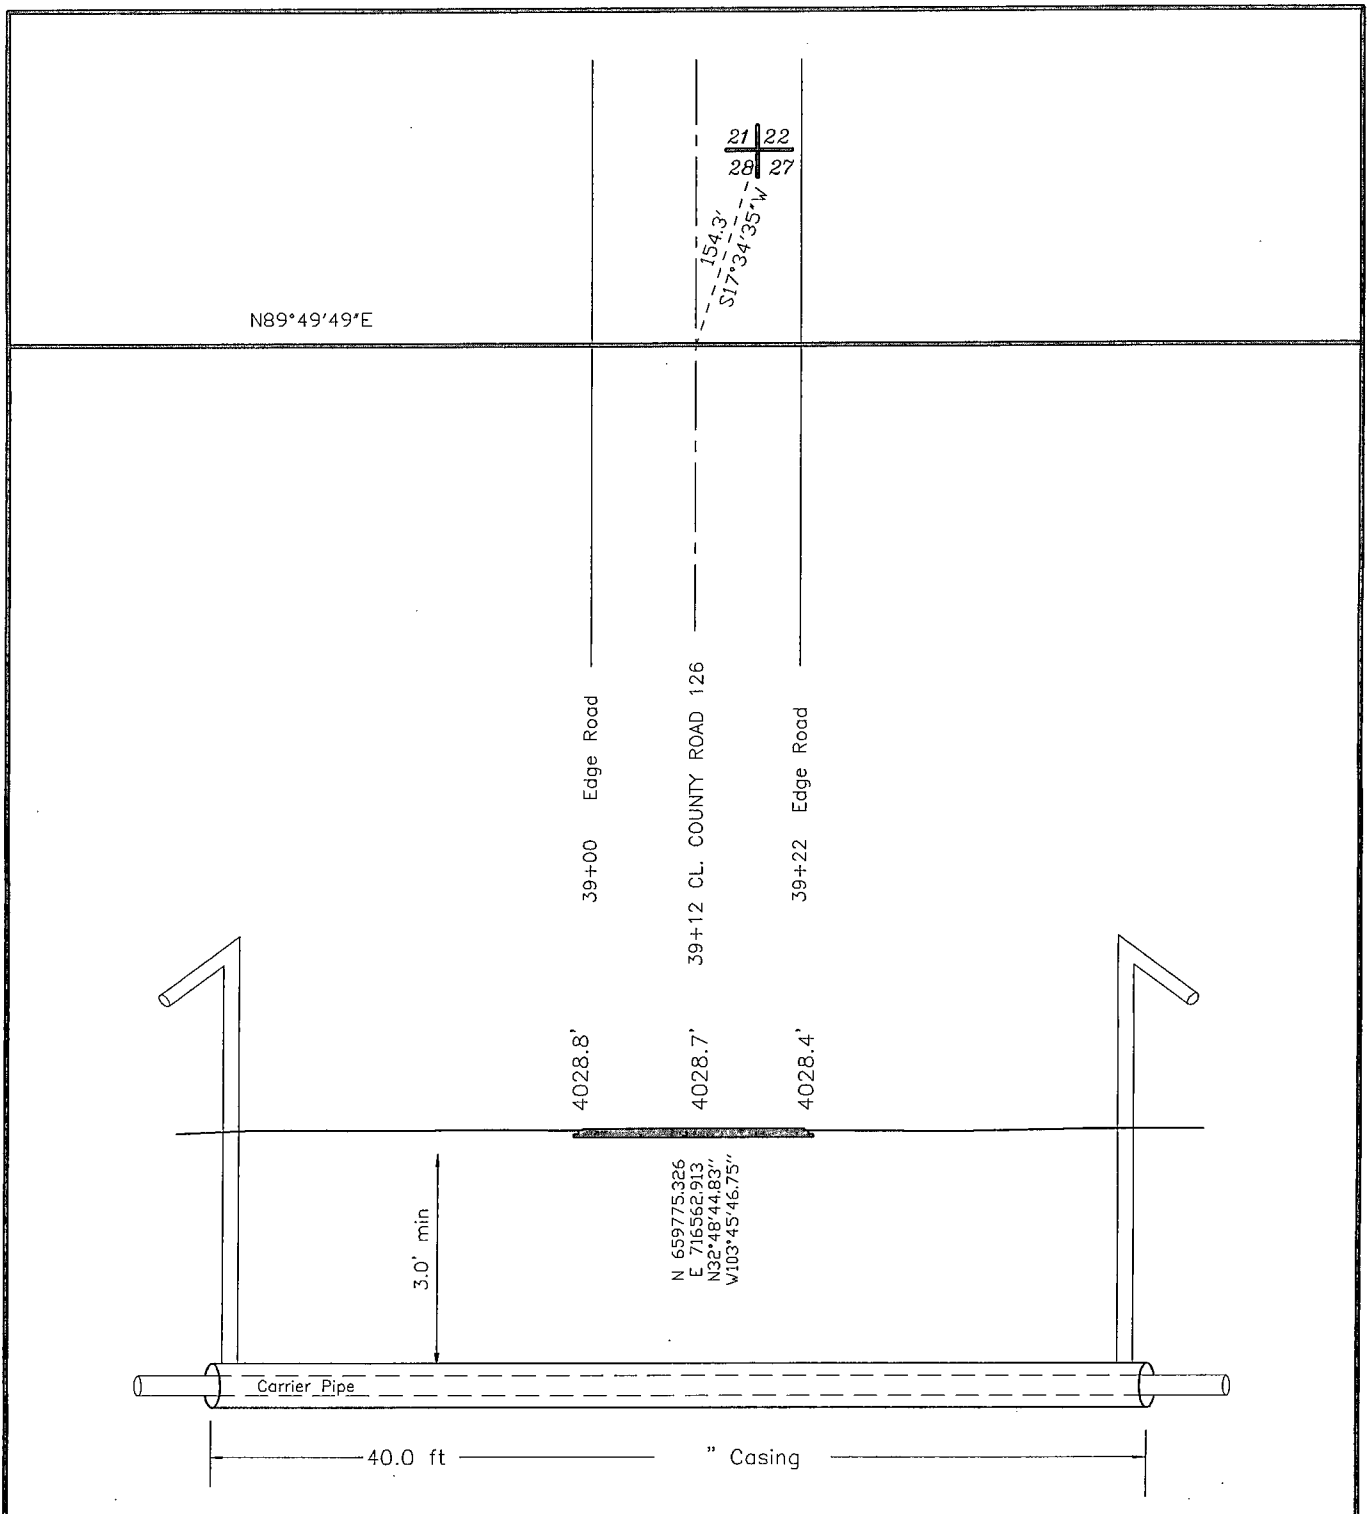 21 22
28 27
154.3'
S17°34'35"W
N89°49'49"E
39+00 Edge Road
39+12 CL. COUNTY ROAD 126
39+22 Edge Road
4028.8'
4028.7'
4028.4'
3.0' min
N 659775.326
E 716562.913
N32°48'44.83"
W103°45'46.75"
Carrier Pipe
40.0 ft " Casing